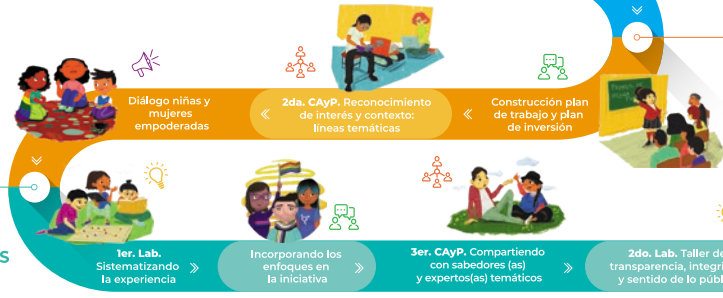 Diálogo niñas y
mujeres
empoderadas
2da. CAyP. Reconocimiento
de interés y contexto:
líneas temáticas
Construcción plan
de trabajo y plan
de inversión
S
1er. Lab.
Sistematizando
la experiencia
Incorporando los
enfoques en
la iniciativa
3er. CAyP. Compartiendo
con sabedores (as)
y expertos(as) temáticos
2do. Lab. Taller de
transparencia, integri
y sentido de lo públ